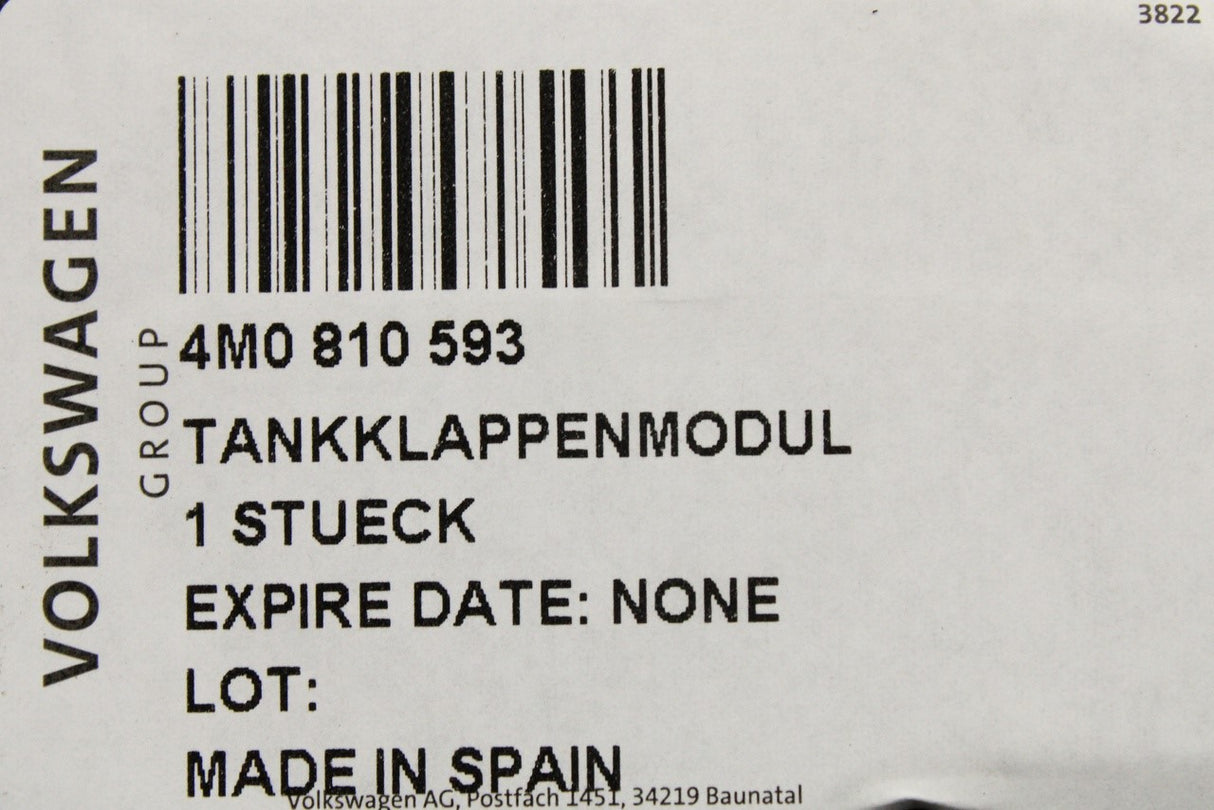 3822
VOLKSWAGEN
GROUP
4M0 810 593
TANKKLAPPENMODUL
1 STUECK
EXPIRE DATE: NONE
LOT:
MADE IN SPAIN
Volkswagen AG, Postfach 1451, 34219 Baunatal